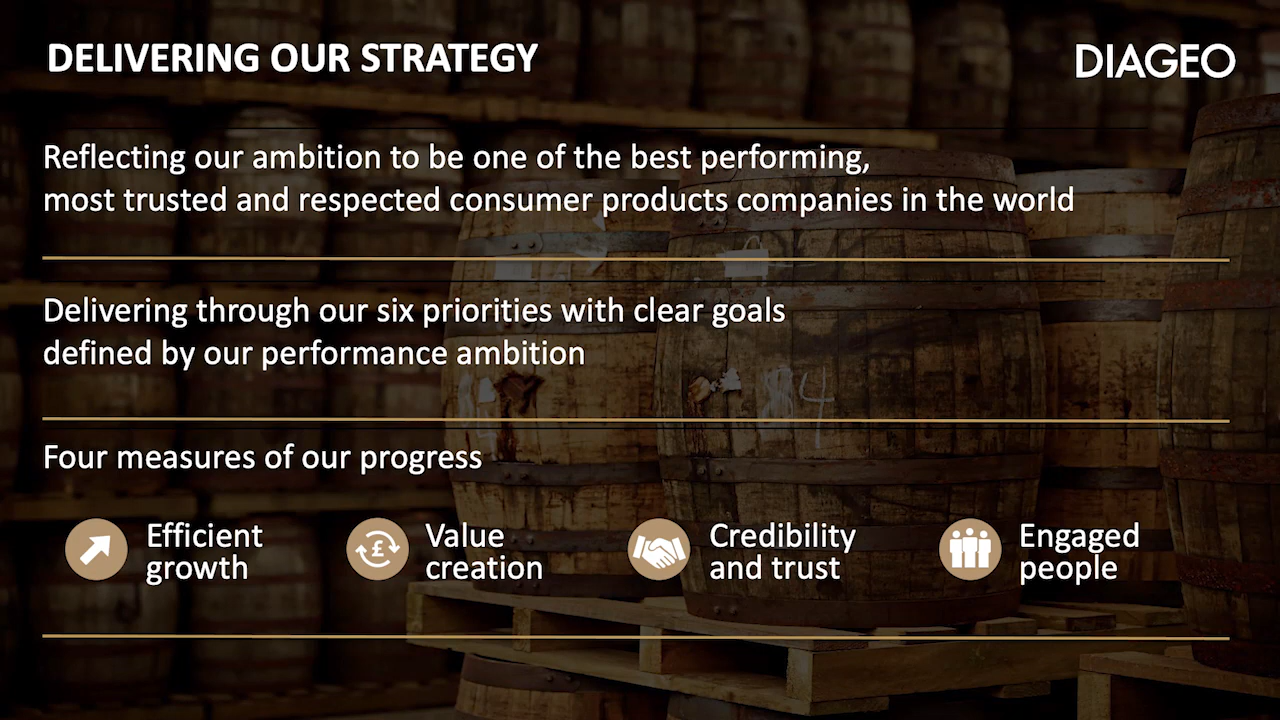 DELIVERING OUR STRATEGY
DIAGEO
Reflecting our ambition to be one of the best performing,
most trusted and respected consumer products companies in the world
Delivering through our six priorities with clear goals
defined by our performance ambition
84
Four measures of our progress
Efficient
growth
£
Value
creation
Credibility
and trust
Engaged
people